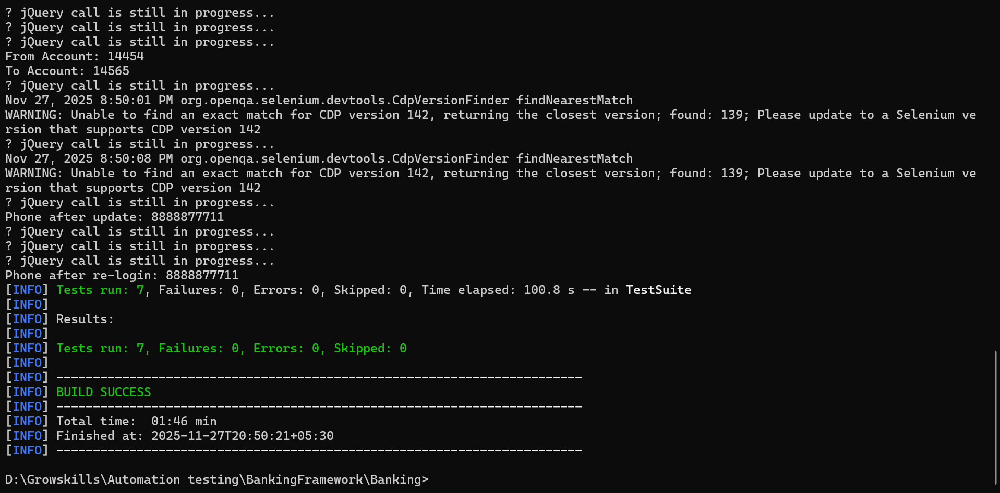 ? jQuery call is still in progress...
? jQuery call is still in progress...
? jQuery call is still in progress...
From Account: 14454
To Account: 14565
? jQuery call is still in progress...
Nov 27, 2025 8:50:01 PM org.openqa.selenium.devtools.CdpVersionFinder findNearestMatch
WARNING: Unable to find an exact match for CDP version 142, returning the closest version; found: 139; Please update to a Selenium ve
rsion that supports CDP version 142
? jQuery call is still in progress...
Nov 27, 2025 8:50:08 PM org.openqa.selenium.devtools.CdpVersionFinder findNearestMatch
WARNING: Unable to find an exact match for CDP version 142, returning the closest version; found: 139; Please update to a Selenium ve
rsion that supports CDP version 142
? jQuery call is still in progress...
Phone after update: 8888877711
? jQuery call is still in progress...
? jQuery call is still in progress...
? jQuery call is still in progress...
Phone after re-login: 8888877711
[INFO] Tests run: 7, Failures: 0, Errors: 0, Skipped: 0, Time elapsed: 100.8 s -- in TestSuite
[INFO]
[INFO] Results:
[INFO]
[INFO] Tests run: 7, Failures: 0, Errors: 0, Skipped: 0
[INFO]
[INFO] ------------------------------------------------------------------------
[INFO] BUILD SUCCESS
[INFO] ------------------------------------------------------------------------
[INFO] Total time:  01:46 min
[INFO] Finished at: 2025-11-27T20:50:21+05:30
[INFO] ------------------------------------------------------------------------
D:\Growskills\Automation testing\BankingFramework\Banking>